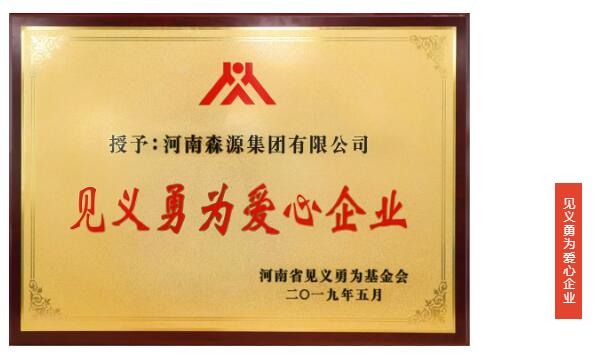 授予:河南森源集团有限公司
见义勇为爱心企业
河南省见义勇为基金会
二〇一九年五月
见义勇为爱心企业